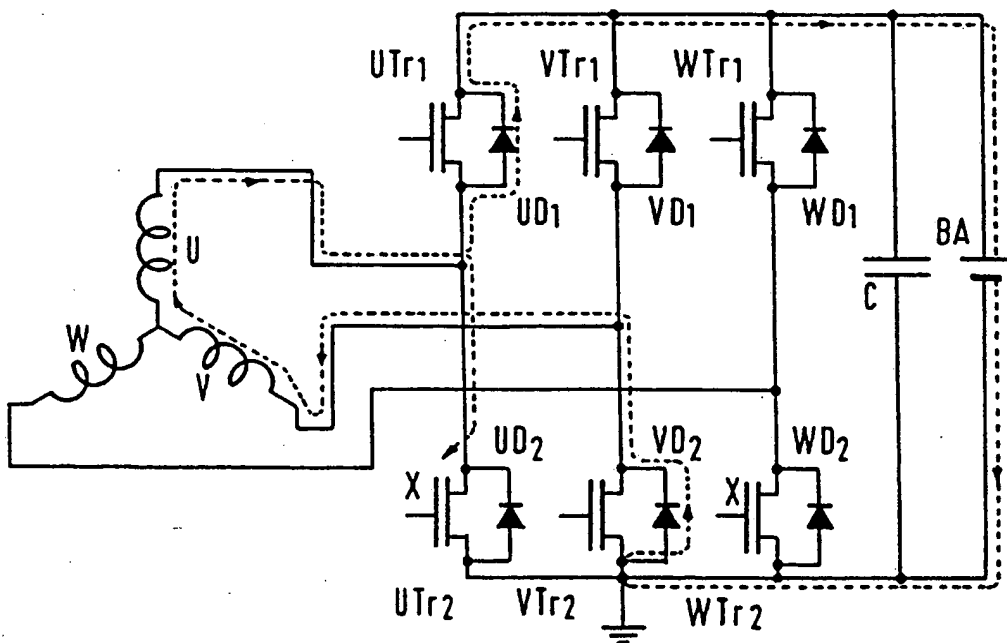 UTr1
VTr1
WTr1
UD1
VD1
WD1
U
BA
C
W
V
UD2
VD2
WD2
X
X
UTr2
VTr2
WTr2